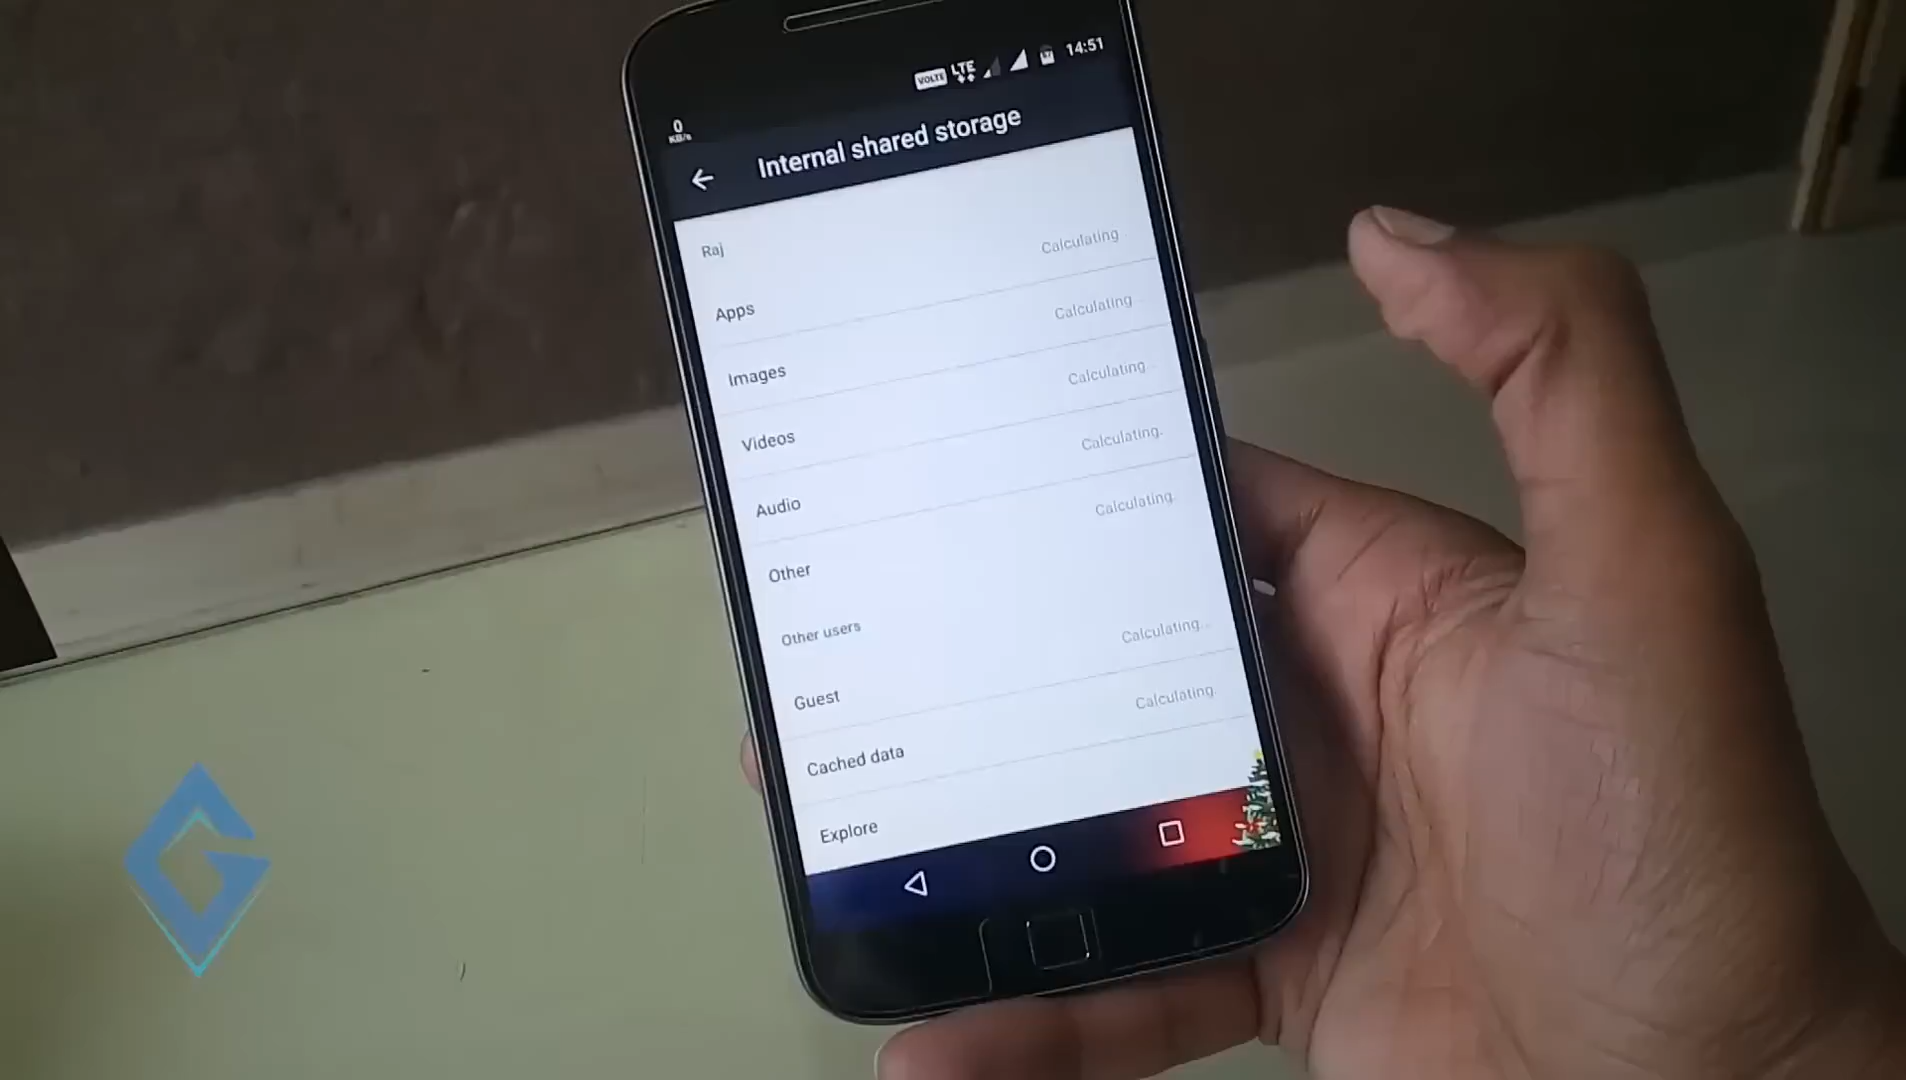 VOLTE LTE 14:51
0
KB/s
Internal shared storage
Raj
Calculating...
Apps
Calculating...
Images
Calculating...
Videos
Calculating...
Audio
Calculating...
Other
Other users
Calculating...
Guest
Calculating...
Cached data
Explore